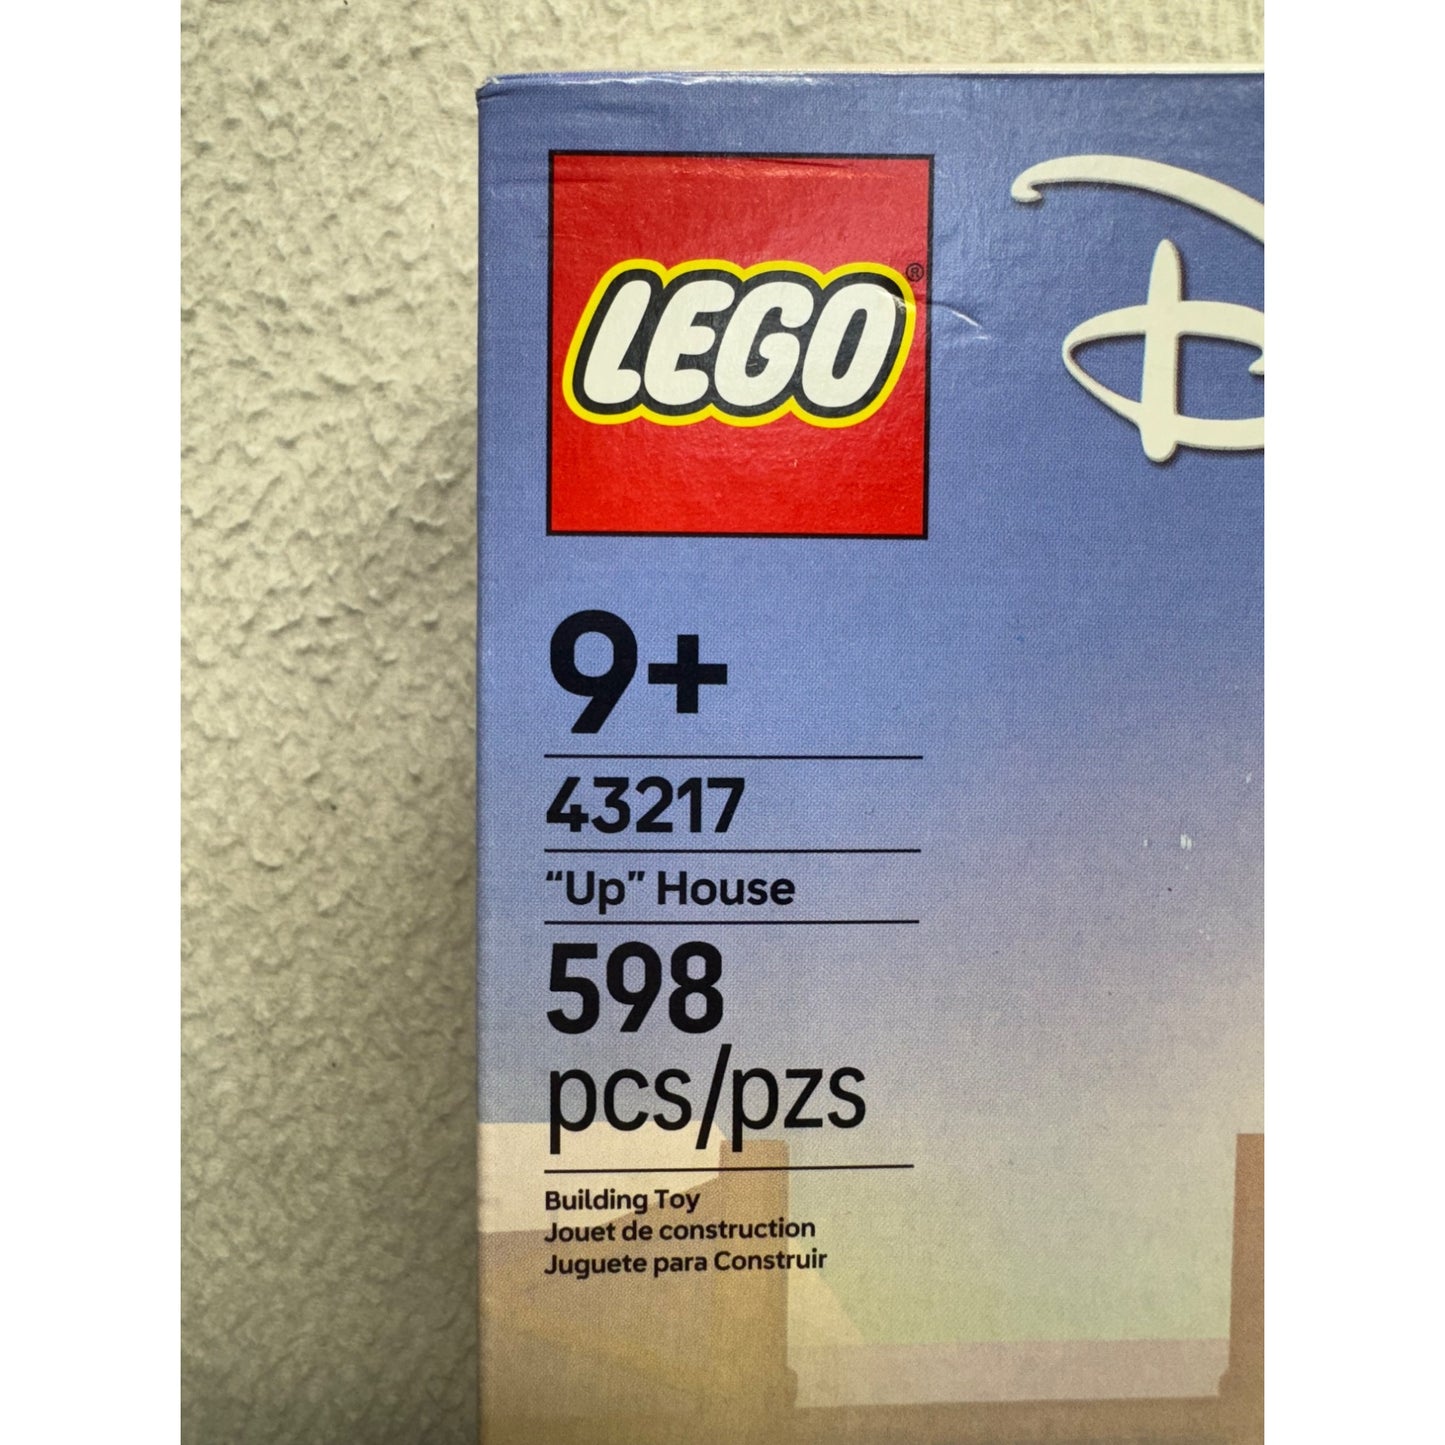 LEGO®
D
9+
43217
“Up” House
598
pcs/pzs
Building Toy
Jouet de construction
Juguete para Construir